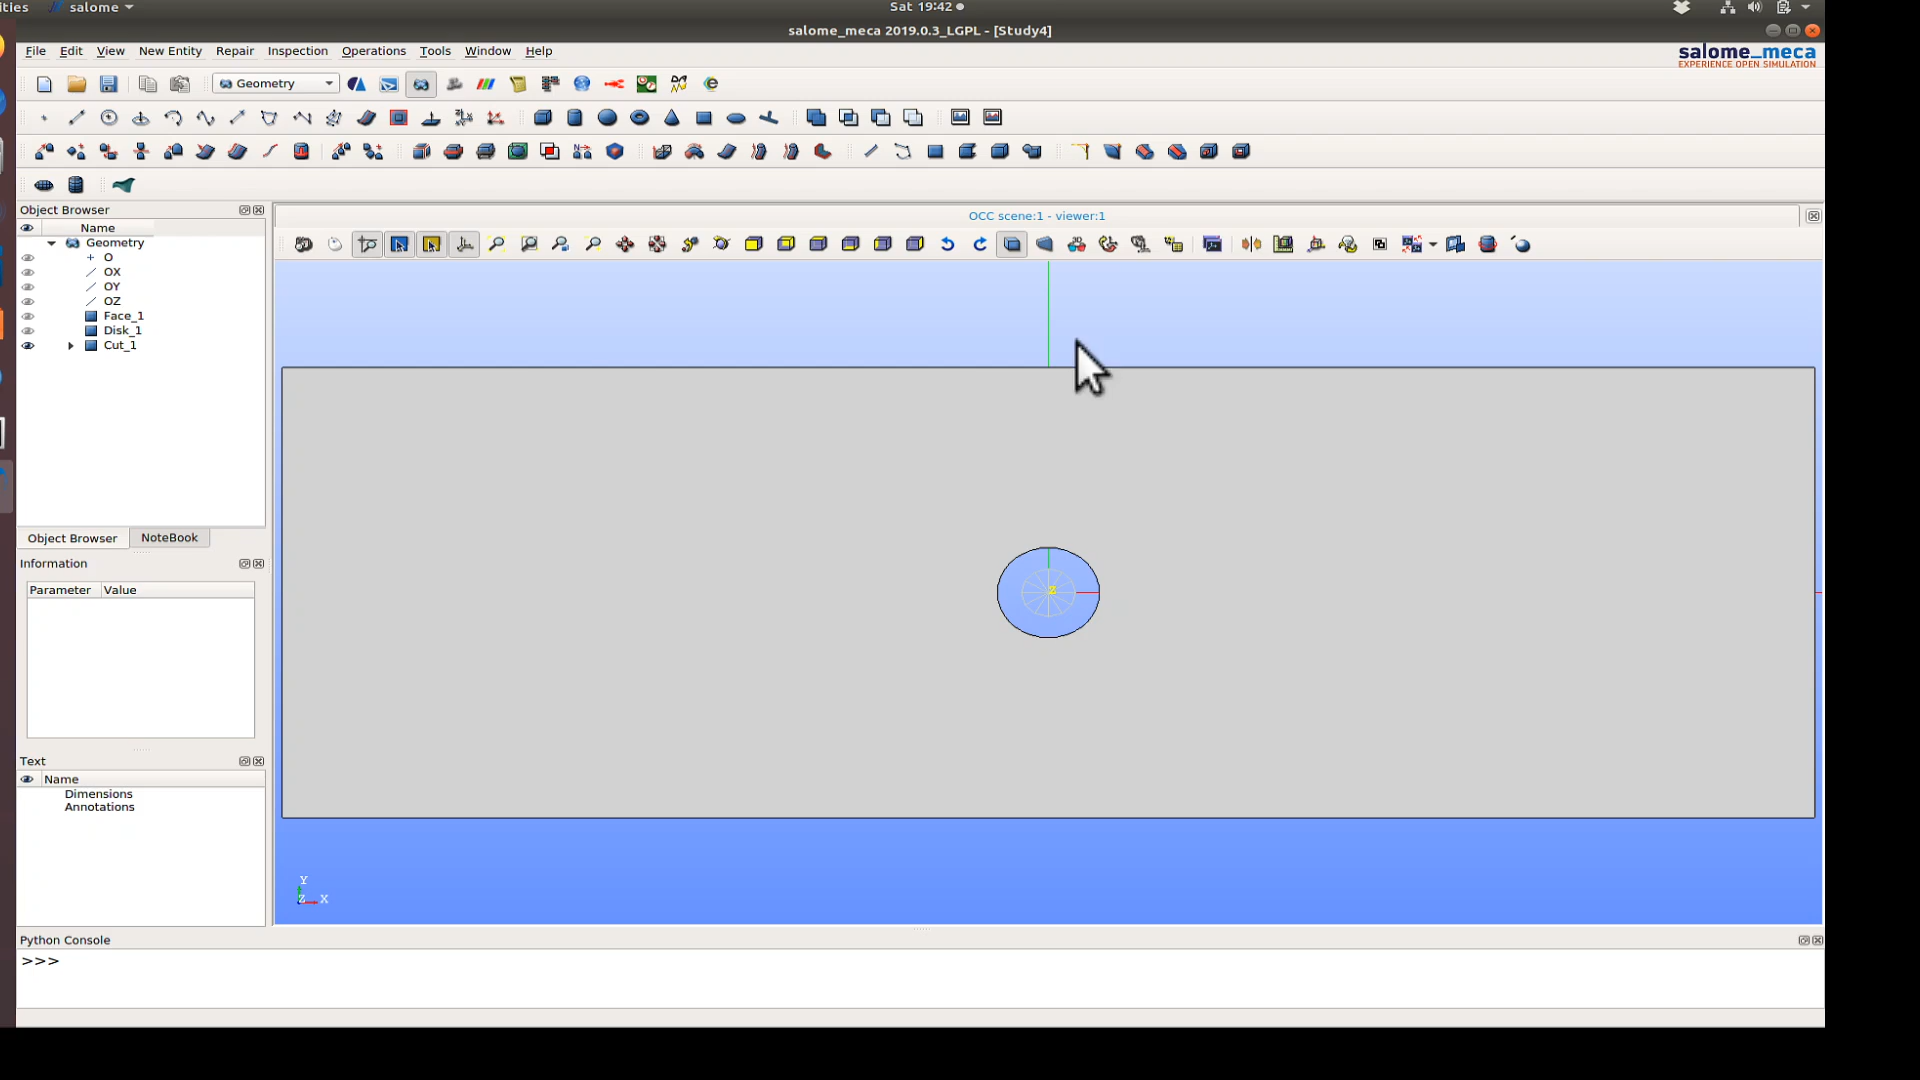 ities salome Sat 19:42
salome_meca 2019.0.3_LGPL - [Study4]
File Edit View New Entity Repair Inspection Operations Tools Window Help
salome_meca
EXPERIENCE OPEN SIMULATION
Geometry
Object Browser
OCC scene:1 - viewer:1
Name
Geometry
O
OX
OY
OZ
Face_1
Disk_1
Cut_1
Object Browser NoteBook
Information
Parameter Value
Z
Text
Name
Dimensions
Annotations
Y
Z X
Python Console
>>>